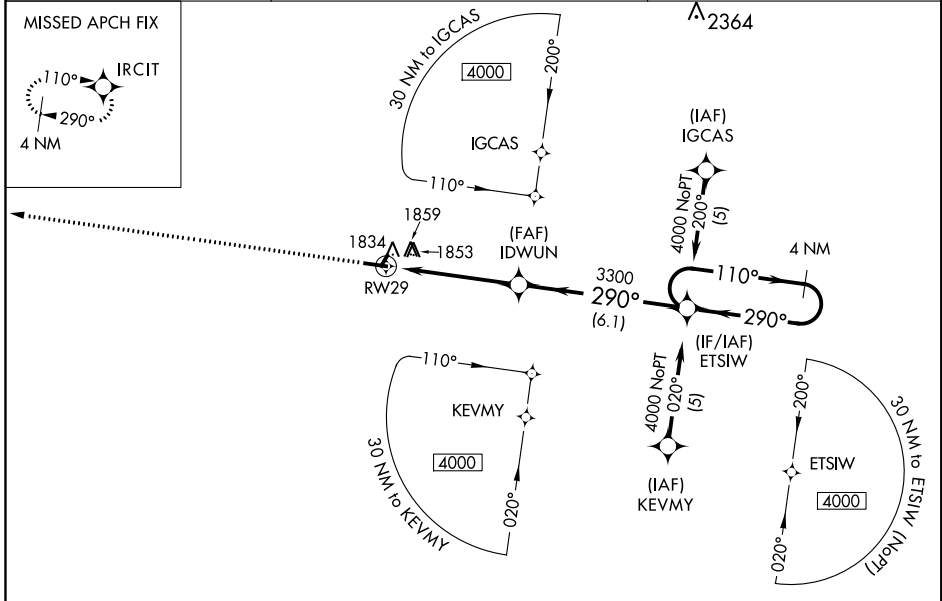 MISSED APCH FIX
IRCIT
110°
290°
4 NM
30 NM to IGCAS
4000
200°
IGCAS
110°
2364
(IAF)
IGCAS
4000 NoPT
200°
(5)
1859
1834
1853
RW29
(FAF)
IDWUN
3300
290°
(6.1)
4 NM
110°
290°
(IF/IAF)
ETSIW
4000 NoPT
020°
(5)
(IAF)
KEVMY
110°
KEVMY
4000
020°
30 NM to KEVMY
200°
ETSIW
4000
020°
30 NM to ETSIW (NoPT)